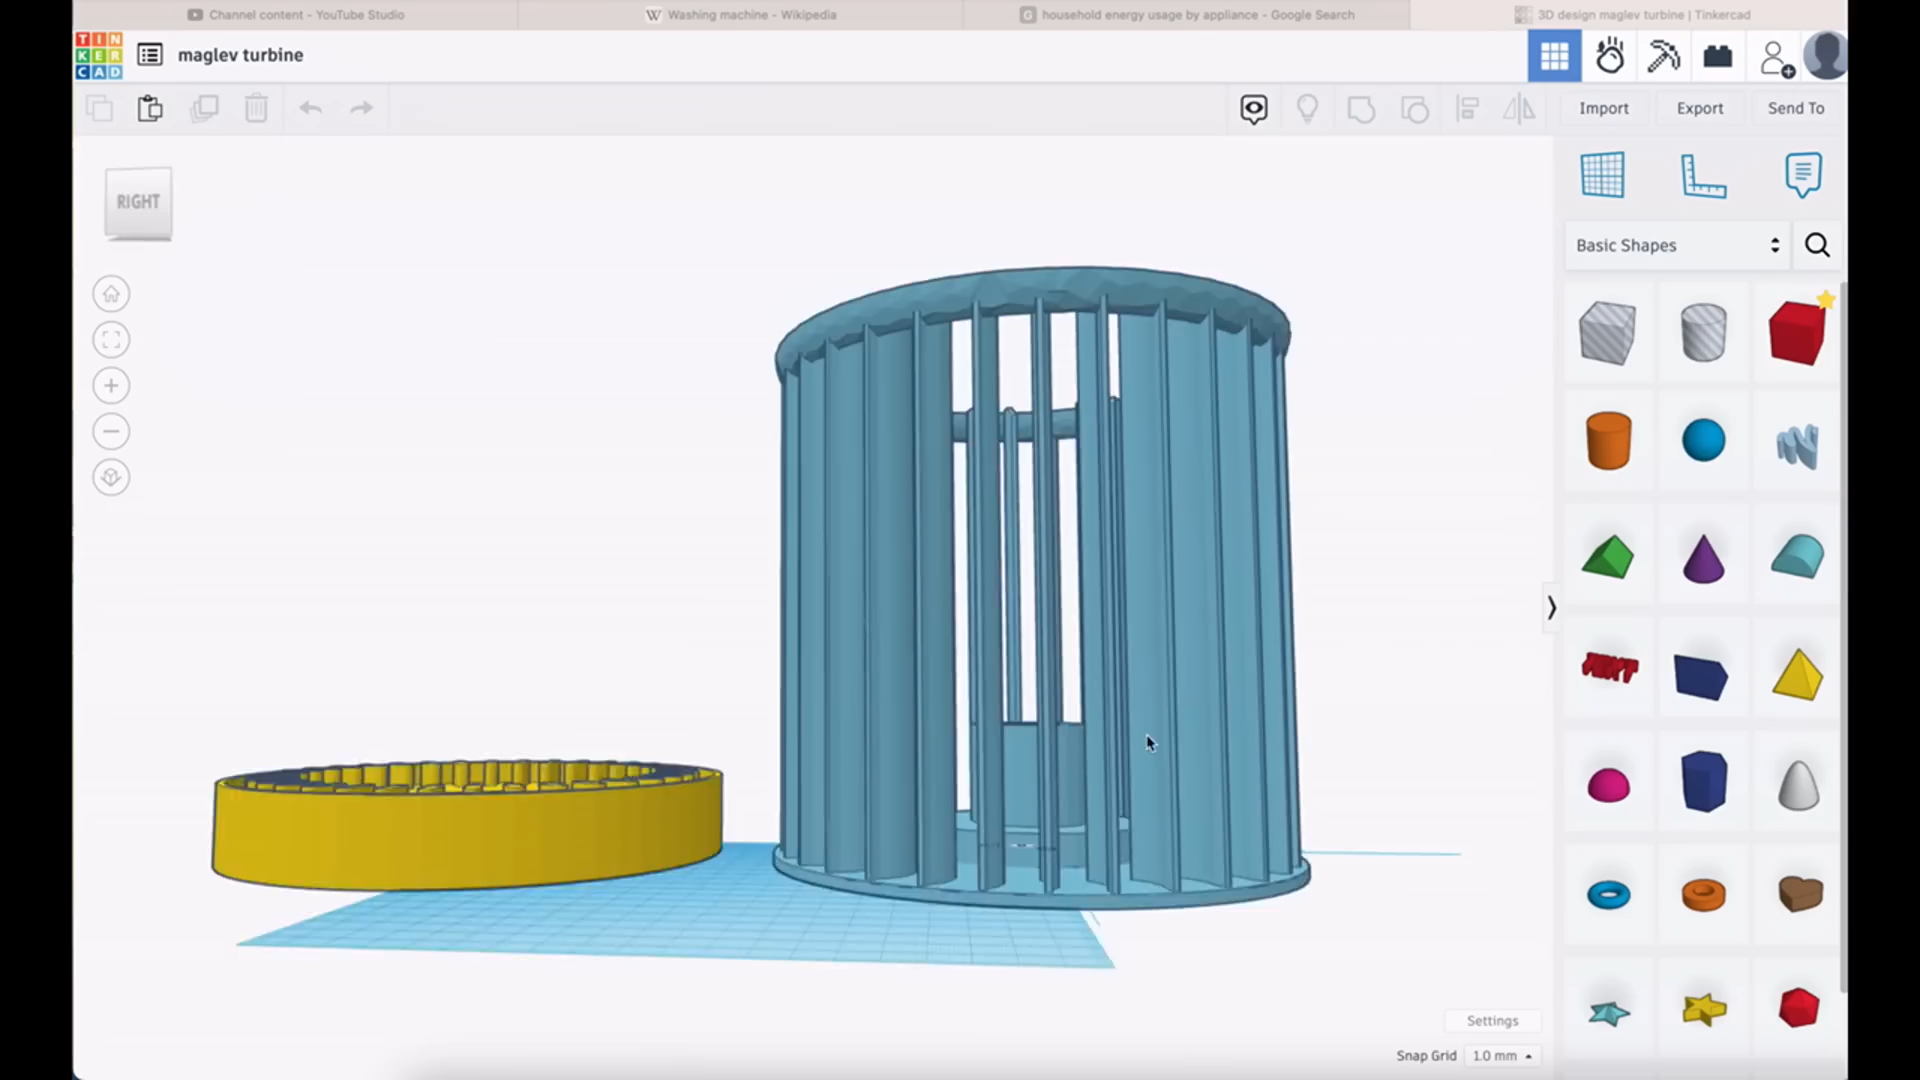 Channel content - YouTube Studio
W Washing machine - Wikipedia
G household energy usage by appliance - Google Search
3D design maglev turbine | Tinkercad
TIN
KER
CAD
maglev turbine
Import
Export
Send To
RIGHT
Basic Shapes
TEXT
Settings
Snap Grid 1.0 mm